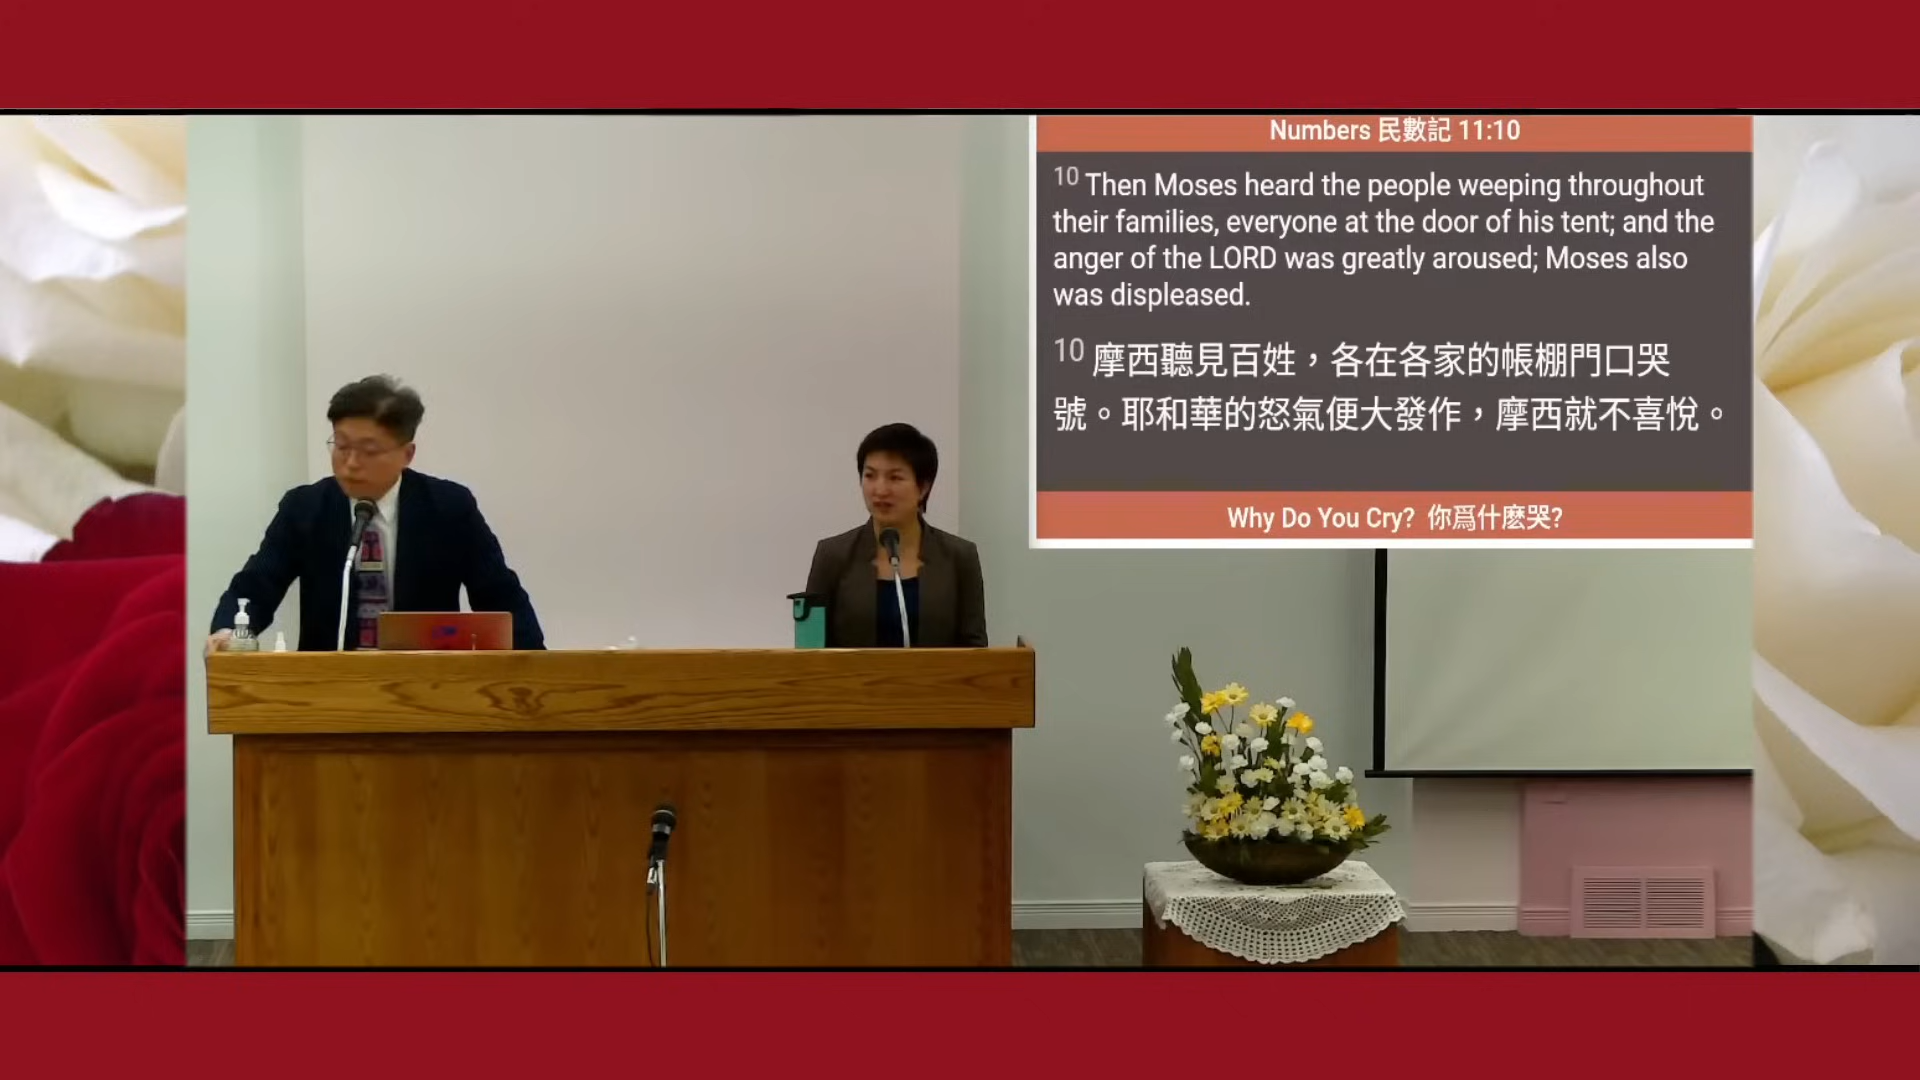 Numbers 民數記 11:10
10 Then Moses heard the people weeping throughout
their families, everyone at the door of his tent; and the
anger of the LORD was greatly aroused; Moses also
was displeased.
10 摩西聽見百姓，各在各家的帳棚門口哭
號。耶和華的怒氣便大發作，摩西就不喜悅。
Why Do You Cry? 你爲什麽哭?